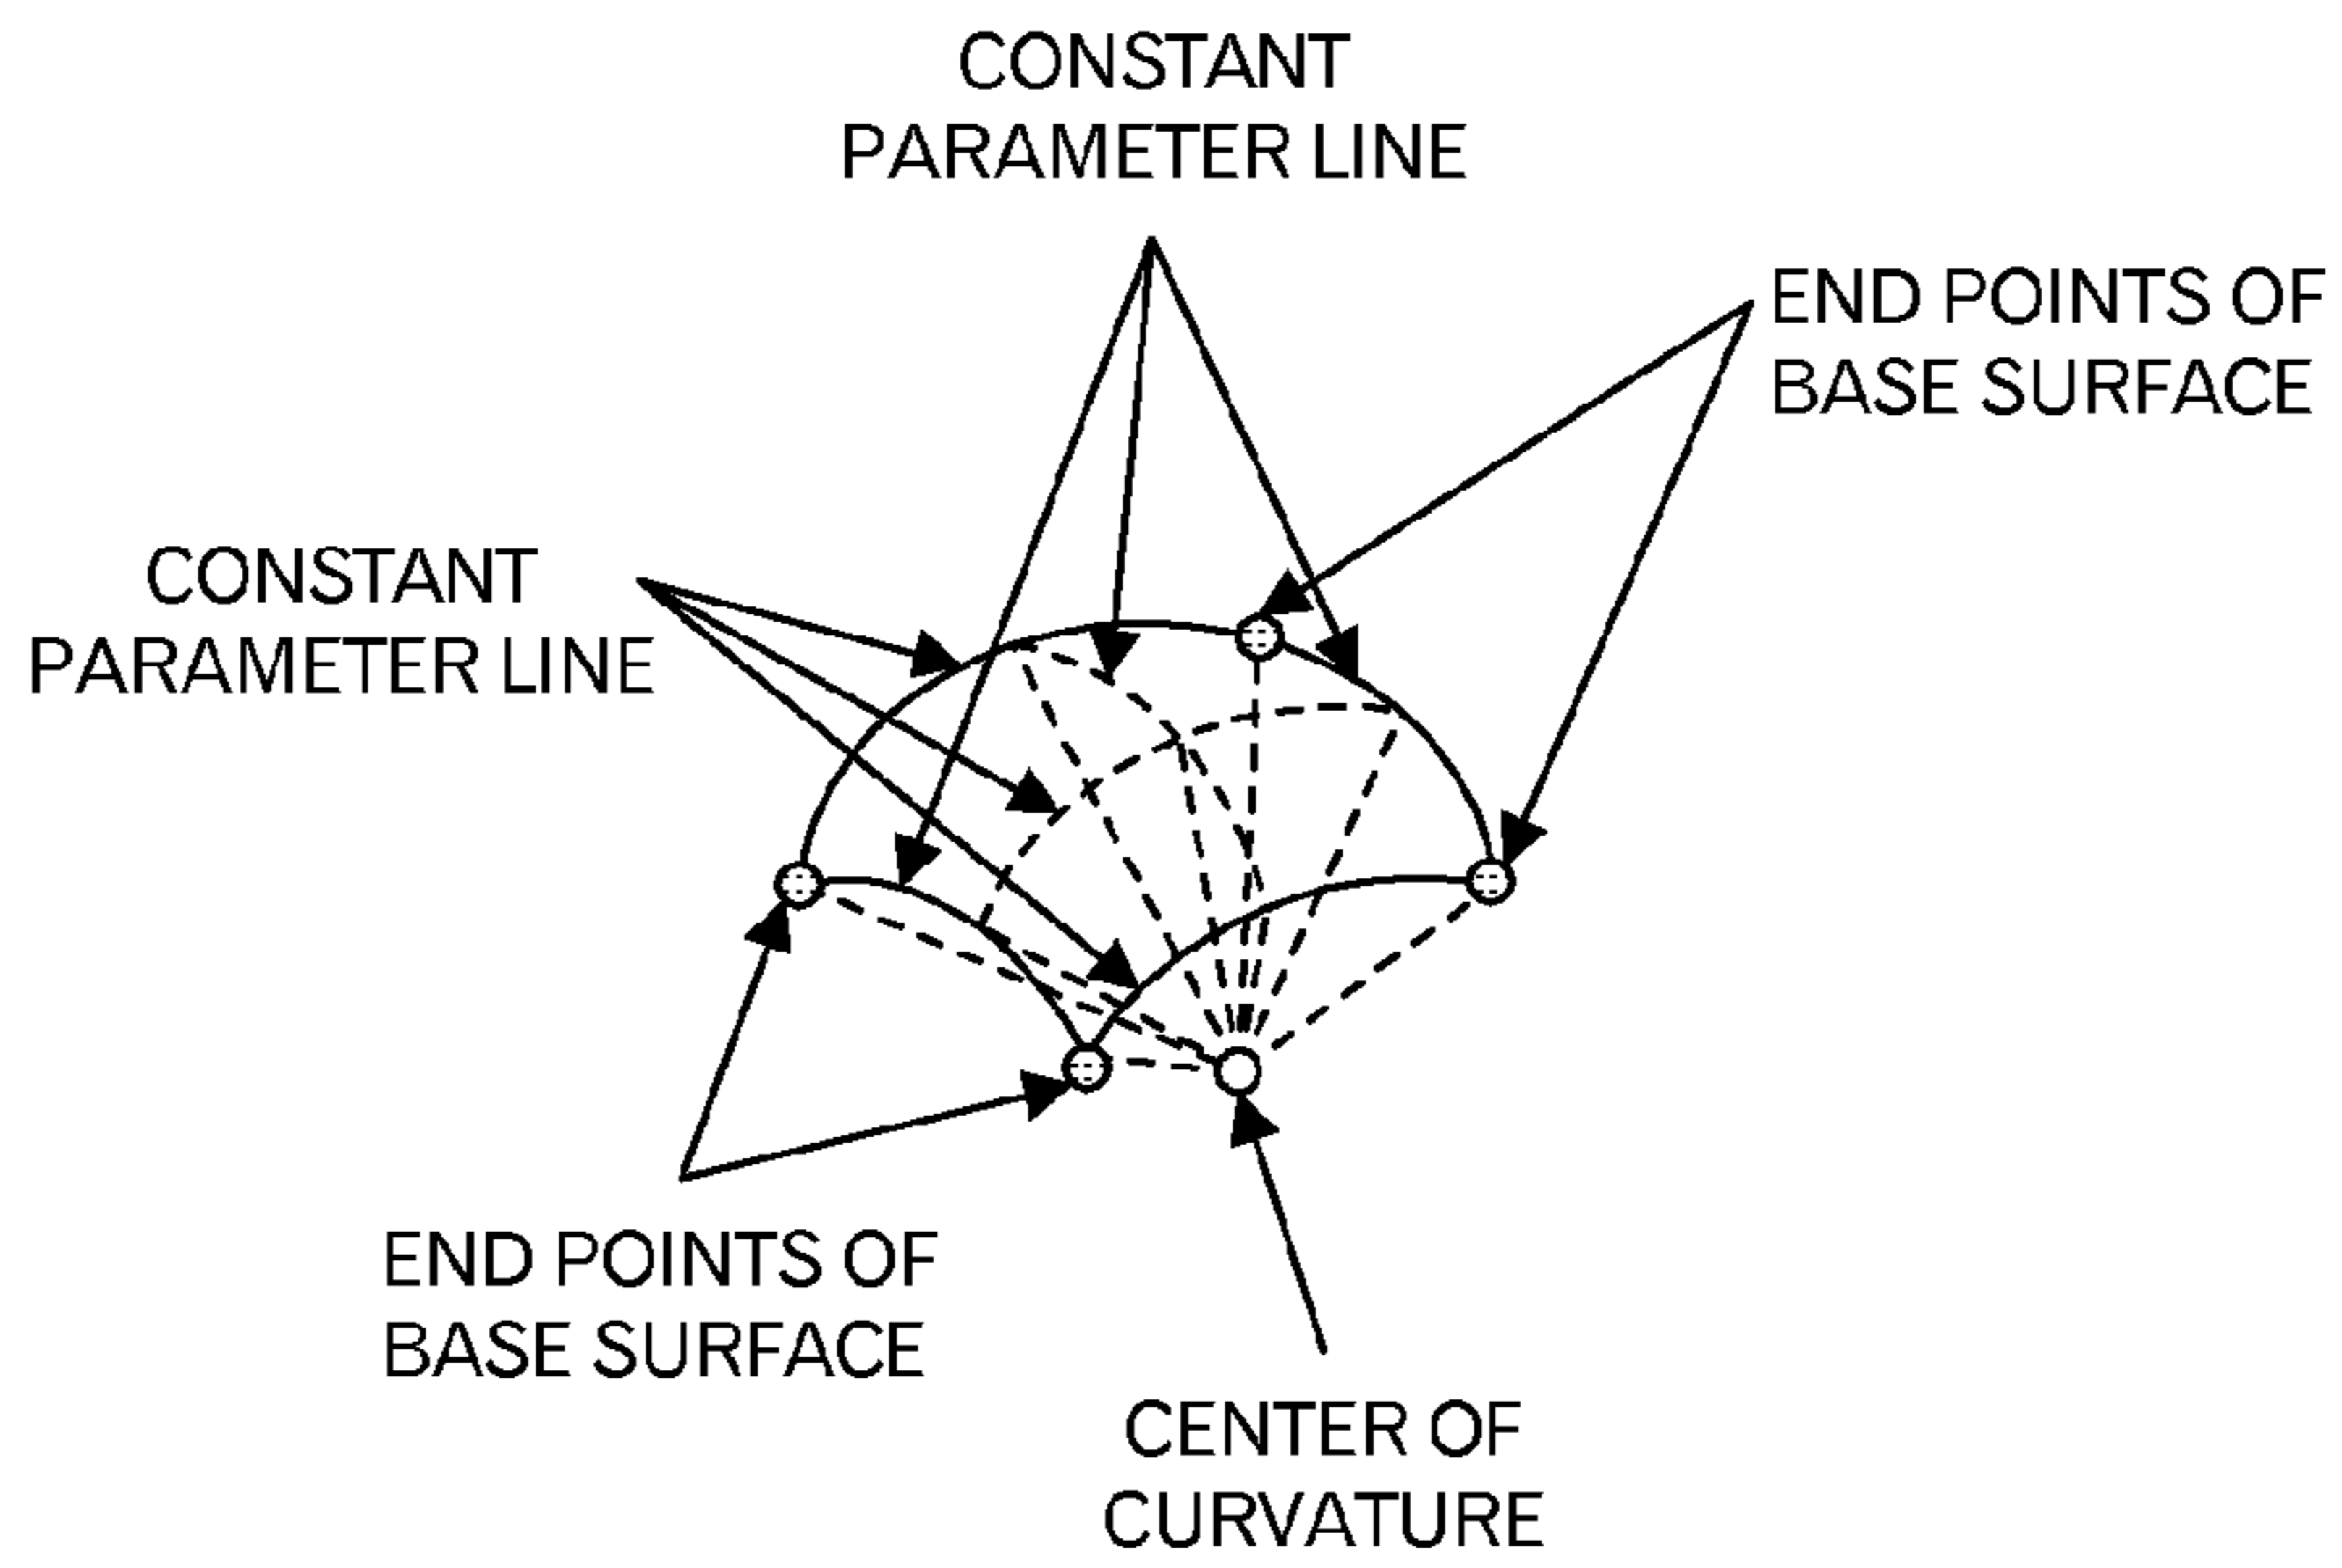 CONSTANT
PARAMETER LINE
END POINTS OF
BASE SURFACE
CONSTANT
PARAMETER LINE
END POINTS OF
BASE SURFACE
CENTER OF
CURVATURE